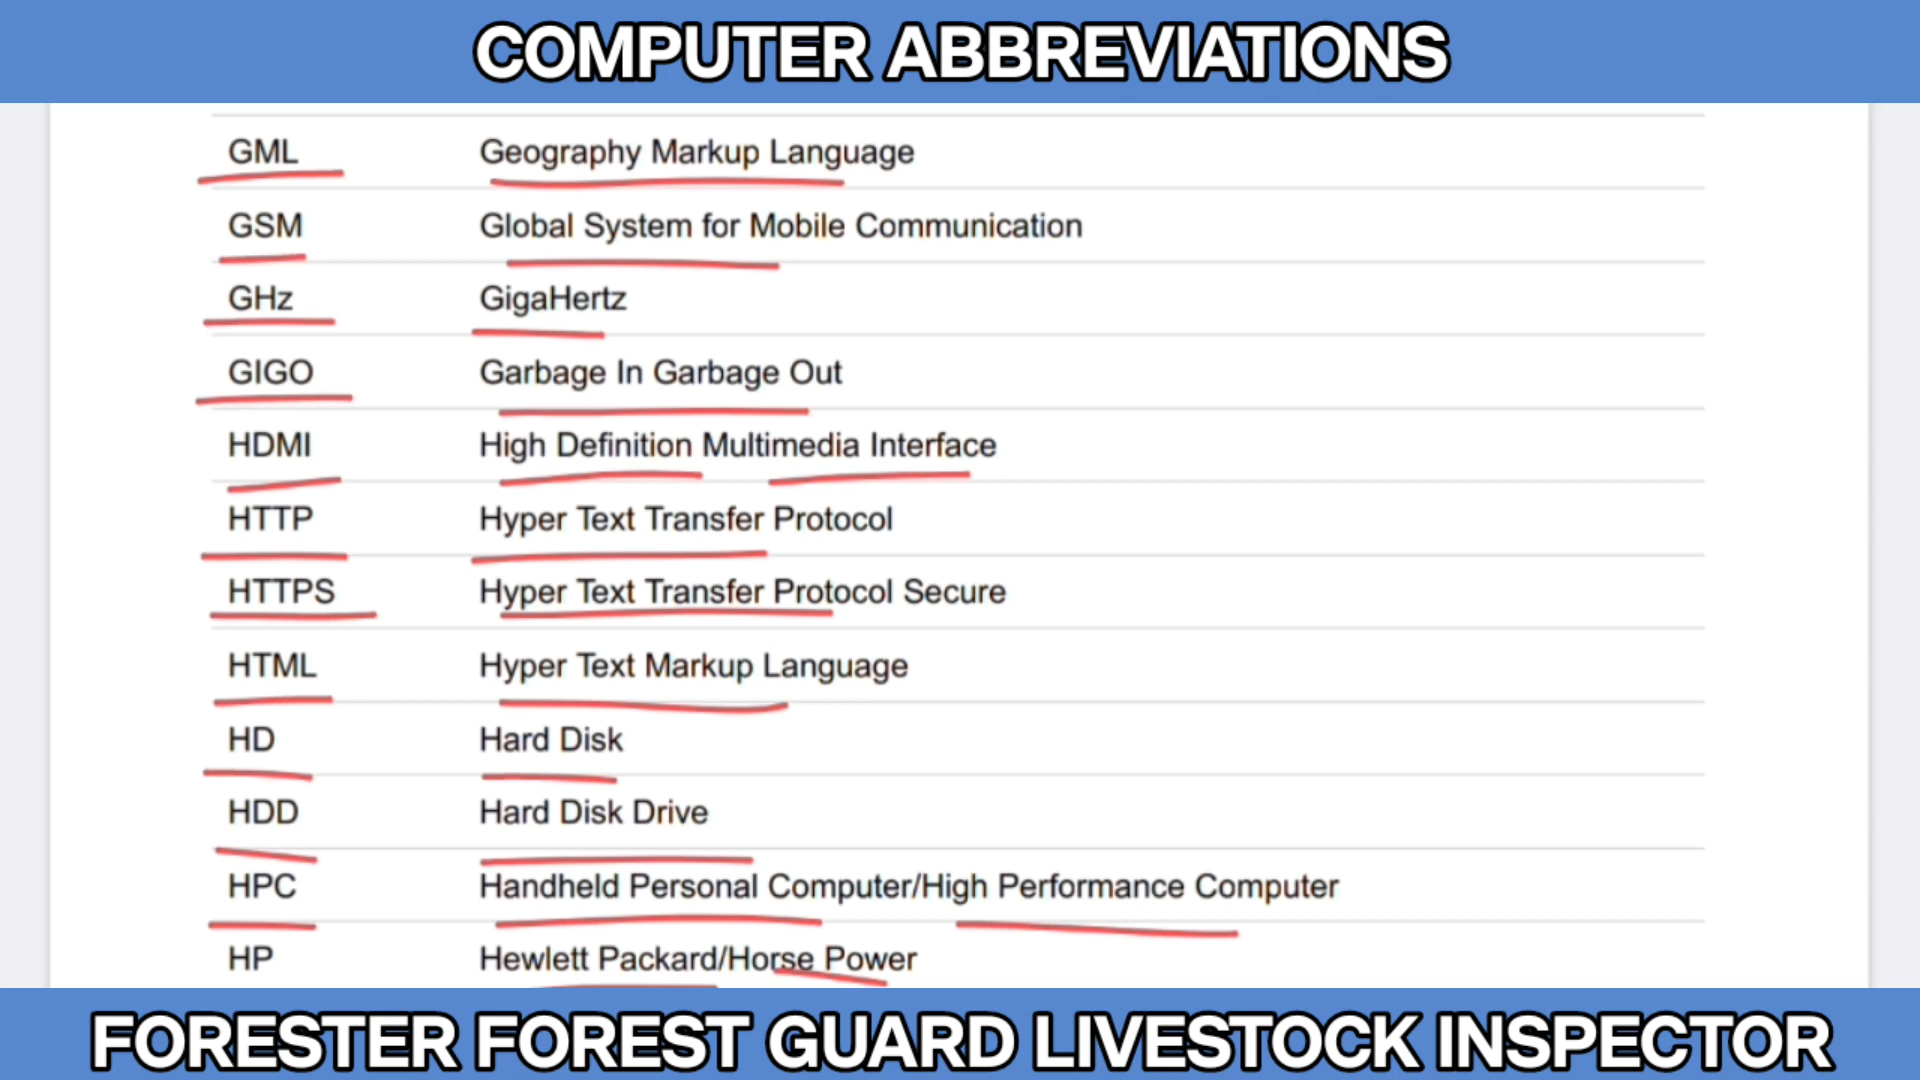 COMPUTER ABBREVIATIONS
GML Geography Markup Language
GSM Global System for Mobile Communication
GHz GigaHertz
GIGO Garbage In Garbage Out
HDMI High Definition Multimedia Interface
HTTP Hyper Text Transfer Protocol
HTTPS Hyper Text Transfer Protocol Secure
HTML Hyper Text Markup Language
HD Hard Disk
HDD Hard Disk Drive
HPC Handheld Personal Computer/High Performance Computer
HP Hewlett Packard/Horse Power
FORESTER FOREST GUARD LIVESTOCK INSPECTOR